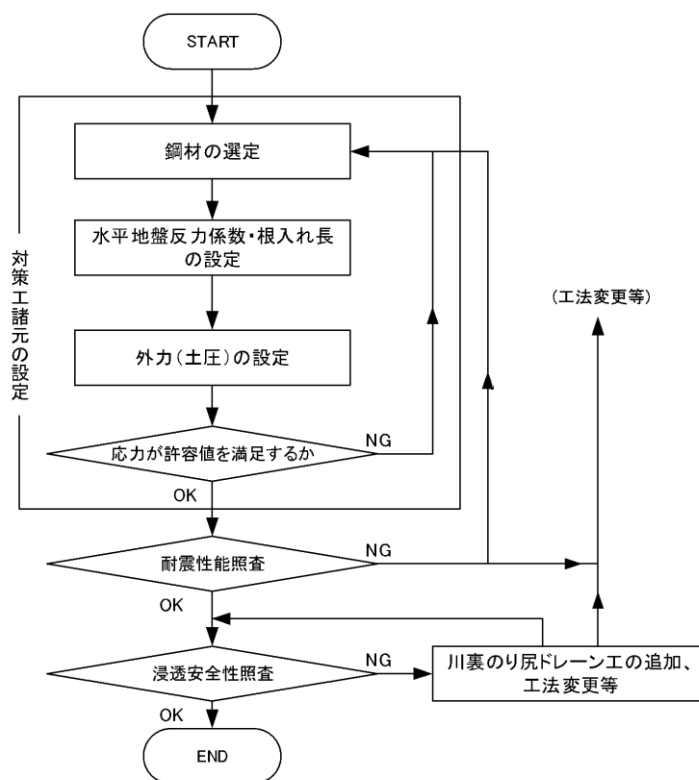 START
鋼材の選定
水平地盤反力係数・根入れ長
の設定
対策工諸元の設定
(工法変更等)
外力(土圧)の設定
応力が許容値を満足するか
NG
OK
耐震性能照査
NG
OK
浸透安全性照査
NG
川裏のり尻ドレーン工の追加、
工法変更等
OK
END